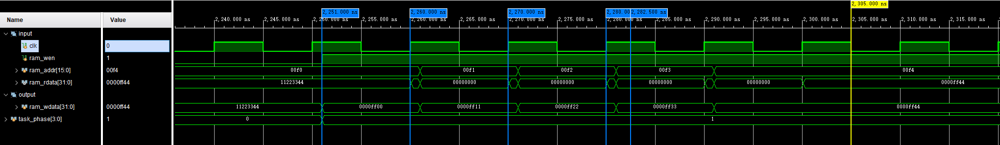 2,305.000 ns
2,251.000 ns 2,260.000 ns 2,270.000 ns 2,280.00 2,282.500 ns
Name Value
2,240.000 ns 2,245.000 ns 2,250.000 ns 2,255.000 ns 2,260.000 ns 2,265.000 ns 2,270.000 ns 2,275.000 ns 2,280.000 ns 2,285.000 ns 2,290.000 ns 2,295.000 ns 2,300.000 ns 2,305.000 ns 2,310.000 ns 2,315.000 ns
input
clk 0
ram_wen 1
ram_addr[15:0] 00f4 00f0 00f1 00f2 00f3 00f4
ram_rdata[31:0] 0000ff44 11223344 00000000 00000000 00000000 00000000 0000ff44
output
ram_wdata[31:0] 0000ff44 11223344 0000ff00 0000ff11 0000ff22 0000ff33 0000ff44
task_phase[3:0] 1 0 1